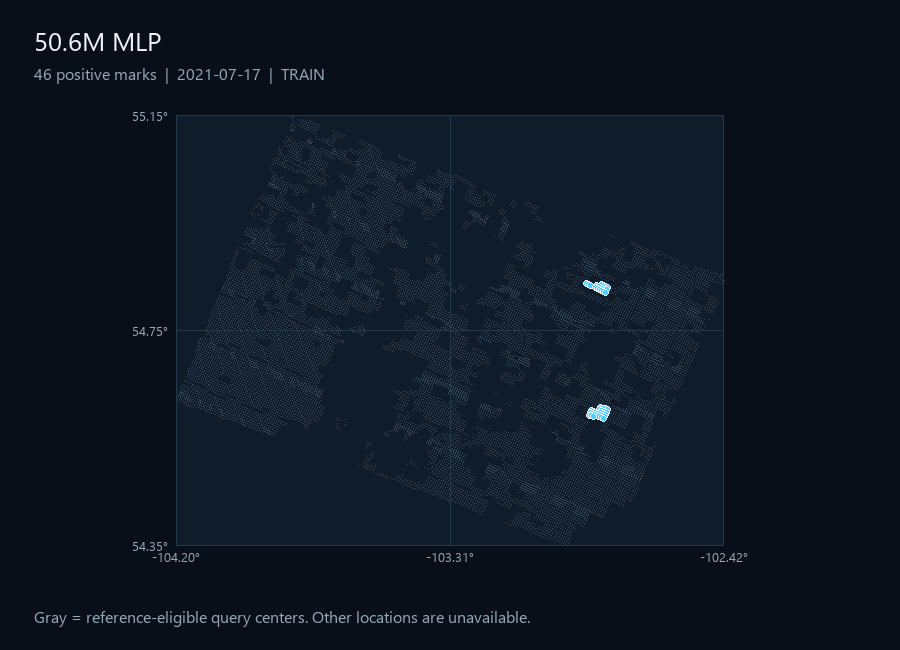 50.6M MLP
46 positive marks | 2021-07-17 | TRAIN
55.15°
54.75°
54.35°
-104.20°
-103.31°
-102.42°
Gray = reference-eligible query centers. Other locations are unavailable.